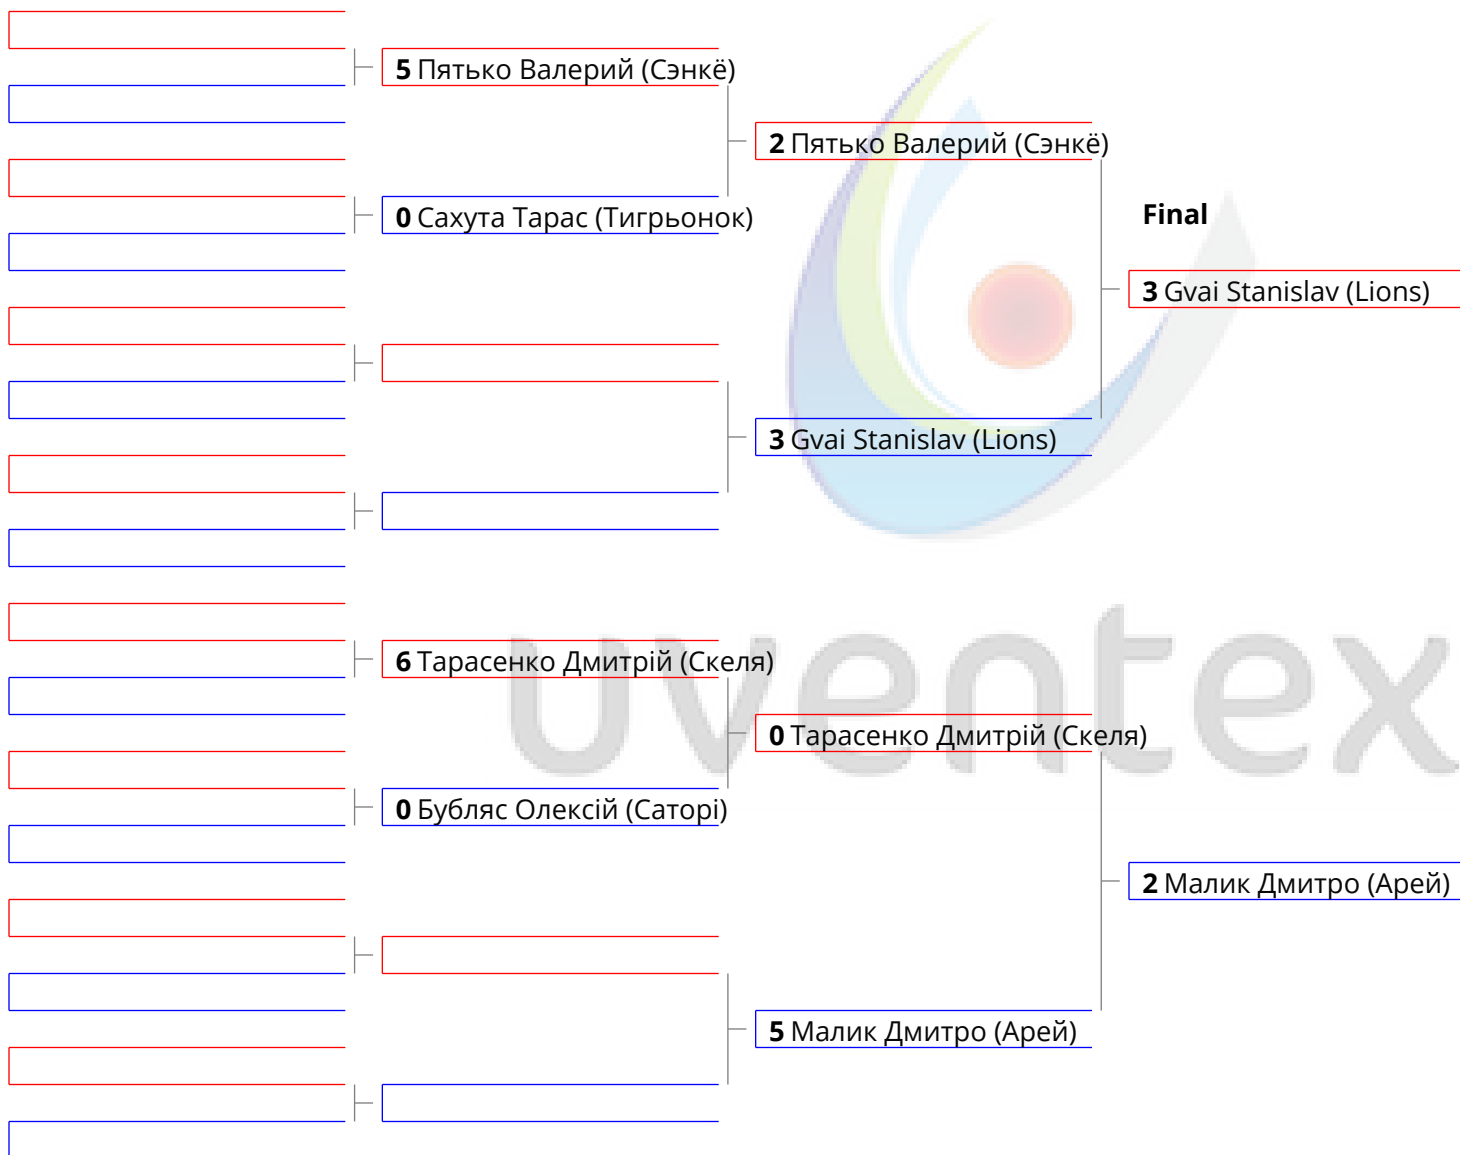 5 Пятько Валерий (Сэнкё)
2 Пятько Валерий (Сэнкё)
0 Сахута Тарас (Тигрьонок)
Final
3 Gvai Stanislav (Lions)
3 Gvai Stanislav (Lions)
6 Тарасенко Дмитрій (Скеля)
uventex
0 Тарасенко Дмитрій (Скеля)
0 Бубляс Олексій (Саторі)
2 Малик Дмитро (Арей)
5 Малик Дмитро (Арей)